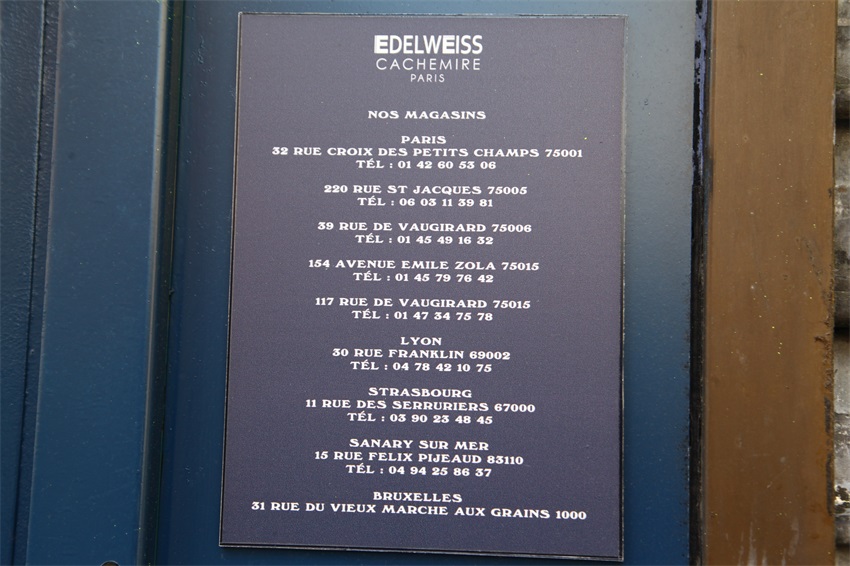 EDELWEISS
CACHEMIRE
PARIS
NOS MAGASINS
PARIS
32 RUE CROIX DES PETITS CHAMPS 75001
TÉL : 01 42 60 53 06
220 RUE ST JACQUES 75005
TÉL : 06 03 11 39 81
39 RUE DE VAUGIRARD 75006
TÉL : 01 45 49 16 32
154 AVENUE EMILE ZOLA 75015
TÉL : 01 45 79 76 42
117 RUE DE VAUGIRARD 75015
TÉL : 01 47 34 75 78
LYON
30 RUE FRANKLIN 69002
TÉL : 04 78 42 10 75
STRASBOURG
11 RUE DES SERRURIERS 67000
TÉL : 03 90 23 48 45
SANARY SUR MER
15 RUE FELIX PIJEAUD 83110
TÉL : 04 94 25 86 37
BRUXELLES
31 RUE DU VIEUX MARCHE AUX GRAINS 1000